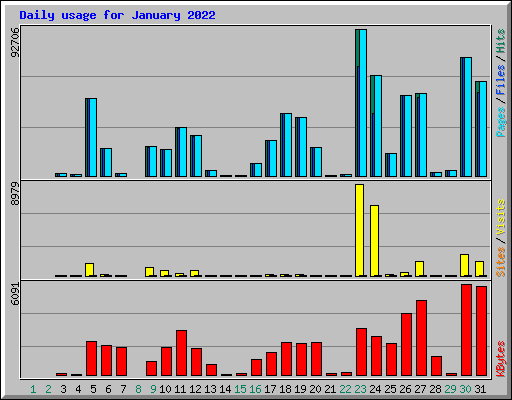 Daily usage for January 2022
92706
8979
6091
Pages / Files / Hits
Sites / Visits
KBytes
1 2 3 4 5 6 7 8 9 10 11 12 13 14 15 16 17 18 19 20 21 22 23 24 25 26 27 28 29 30 31